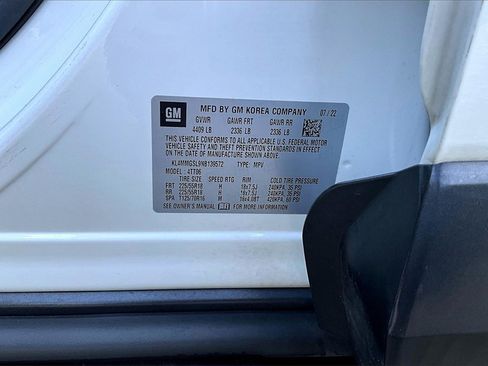 GM
MFD BY GM KOREA COMPANY 07/22
GVWR GAWR FRT GAWR RR
4409 LB 2336 LB 2336 LB
THIS VEHICLE CONFORMS TO ALL APPLICABLE U.S. FEDERAL MOTOR
VEHICLE SAFETY AND THEFT PREVENTION STANDARDS IN EFFECT ON
THE DATE OF MANUFACTURE SHOWN ABOVE.
KL4MMGSL9NB139572 TYPE: MPV
MODEL: 4TT06
TIRE SIZE SPEED RTG RIM COLD TIRE PRESSURE
FRT 225/55R18 H 18x7.5J 240KPA, 35 PSI
RR 225/55R18 H 18x7.5J 240KPA, 35 PSI
SPA T125/70R16 M 16x4.0BT 420KPA, 60 PSI
SEE OWNER'S MANUAL FOR MORE INFORMATION